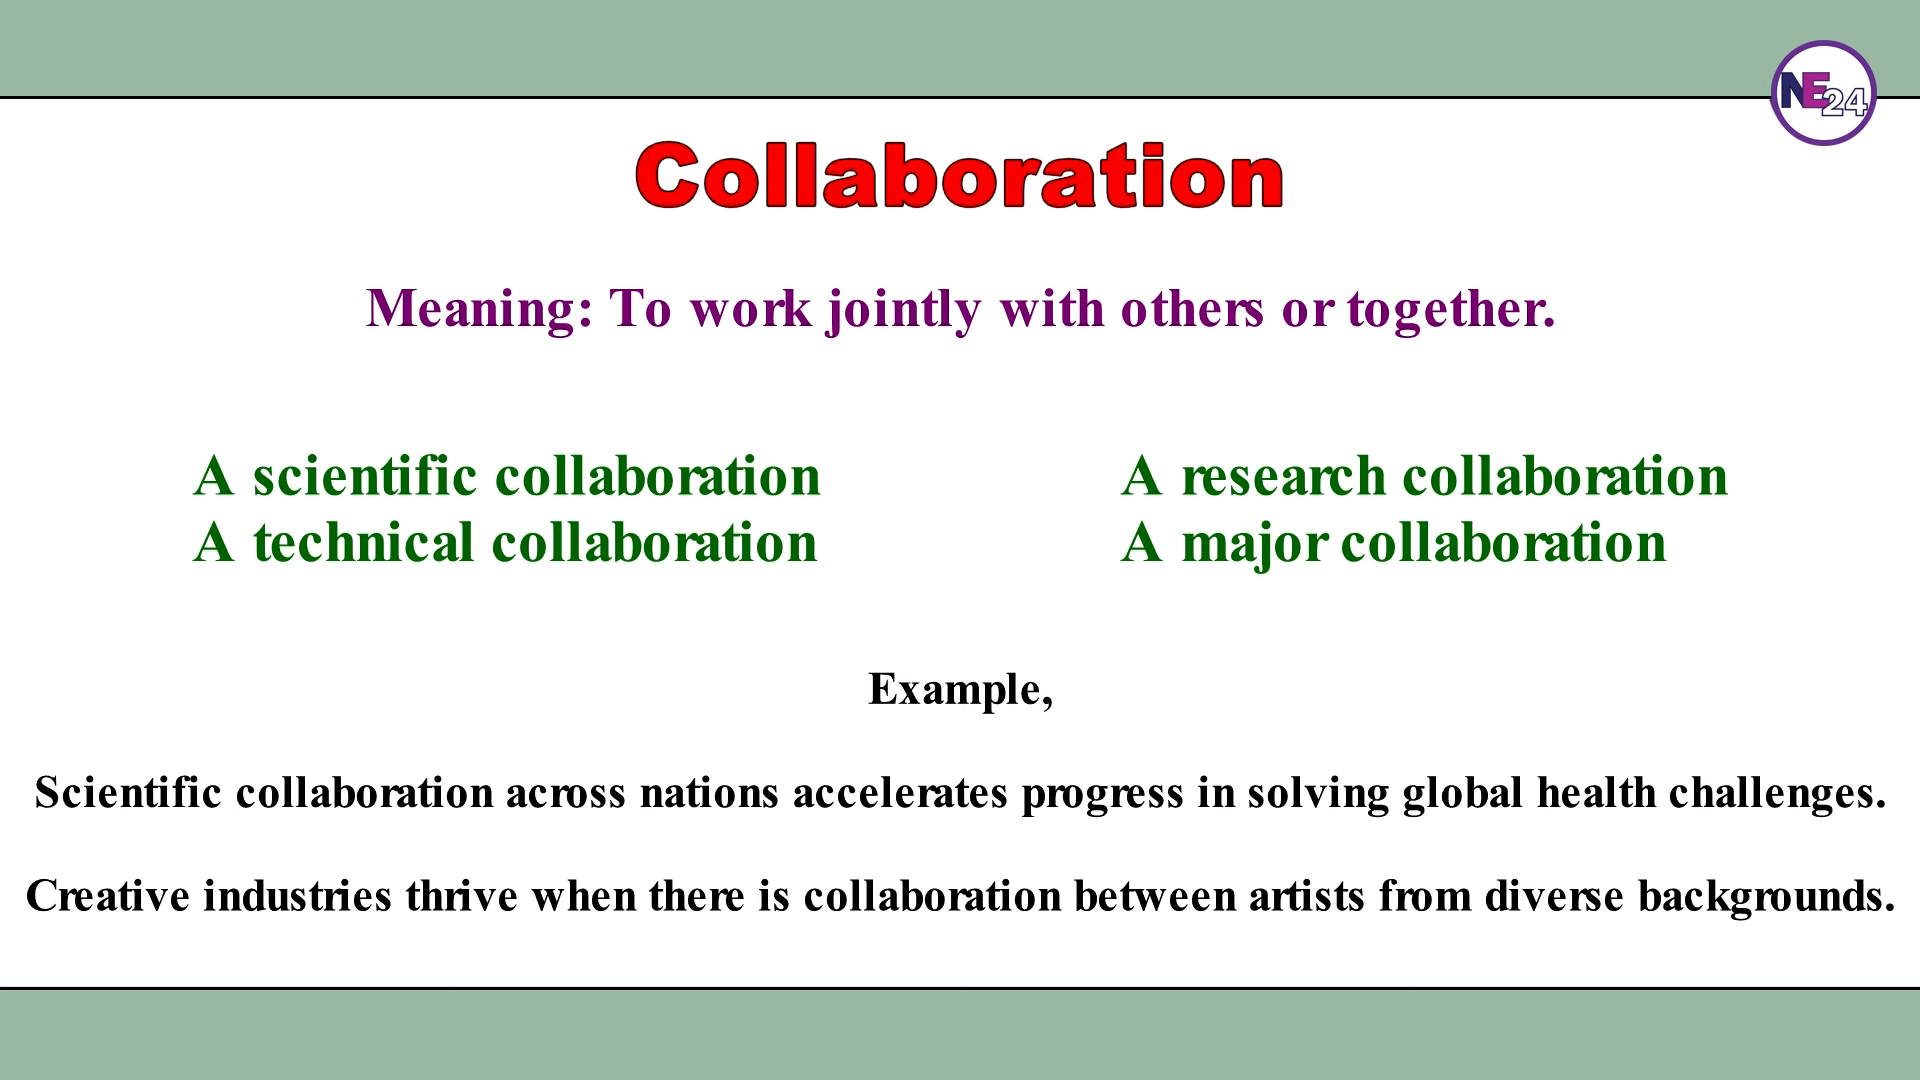 NE24
Collaboration
Meaning: To work jointly with others or together.
A scientific collaboration
A technical collaboration
A research collaboration
A major collaboration
Example,
Scientific collaboration across nations accelerates progress in solving global health challenges.
Creative industries thrive when there is collaboration between artists from diverse backgrounds.